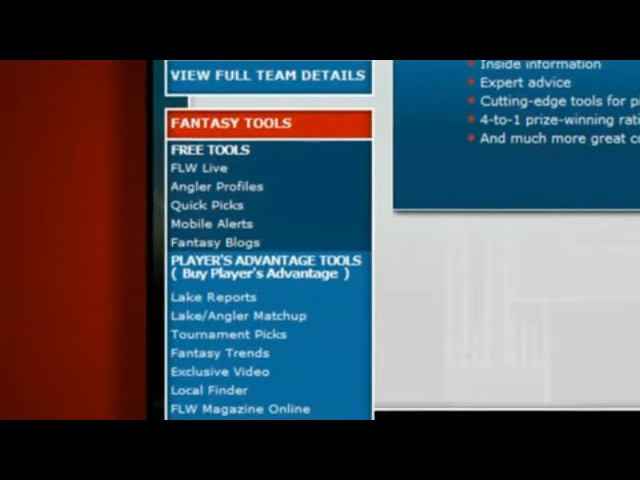 VIEW FULL TEAM DETAILS
FANTASY TOOLS
FREE TOOLS
FLW Live
Angler Profiles
Quick Picks
Mobile Alerts
Fantasy Blogs
PLAYER'S ADVANTAGE TOOLS
( Buy Player's Advantage )
Lake Reports
Lake/Angler Matchup
Tournament Picks
Fantasy Trends
Exclusive Video
Local Finder
FLW Magazine Online
Inside information
Expert advice
Cutting-edge tools for
4-to-1 prize-winning
And much more great